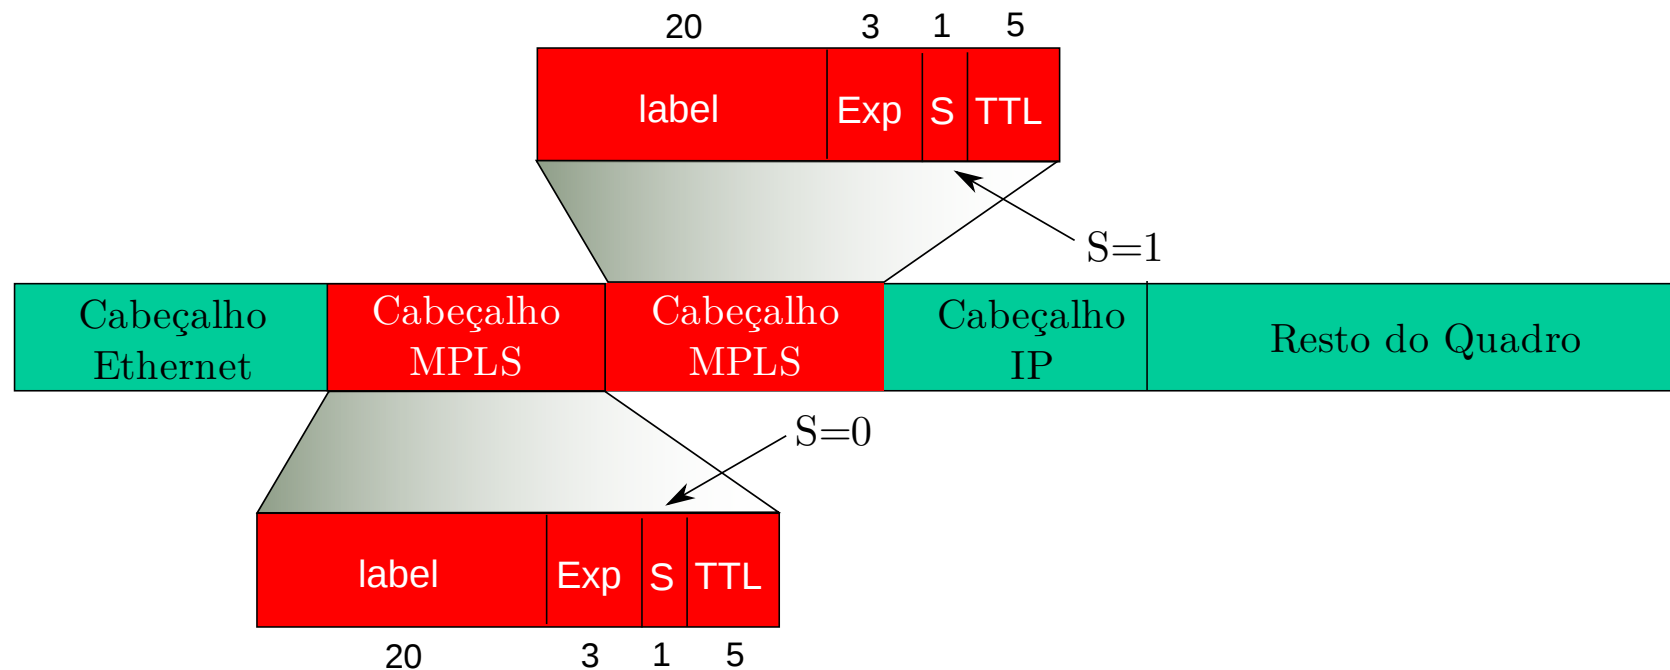 20 3 1 5
label Exp S TTL
S=1
Cabeçalho Ethernet
Cabeçalho MPLS
Cabeçalho MPLS
Cabeçalho IP
Resto do Quadro
S=0
label Exp S TTL
20 3 1 5